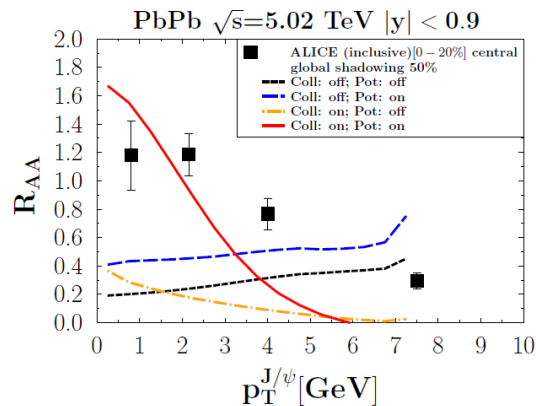 PbPb √s=5.02 TeV |y| < 0.9
ALICE (inclusive)[0 − 20%] central
global shadowing 50%
Coll: off; Pot: off
Coll: off; Pot: on
Coll: on; Pot: off
Coll: on; Pot: on
R_AA
2.0
1.8
1.6
1.4
1.2
1.0
0.8
0.6
0.4
0.2
0.0
0 1 2 3 4 5 6 7 8 9 10
p_T^{J/ψ}[GeV]